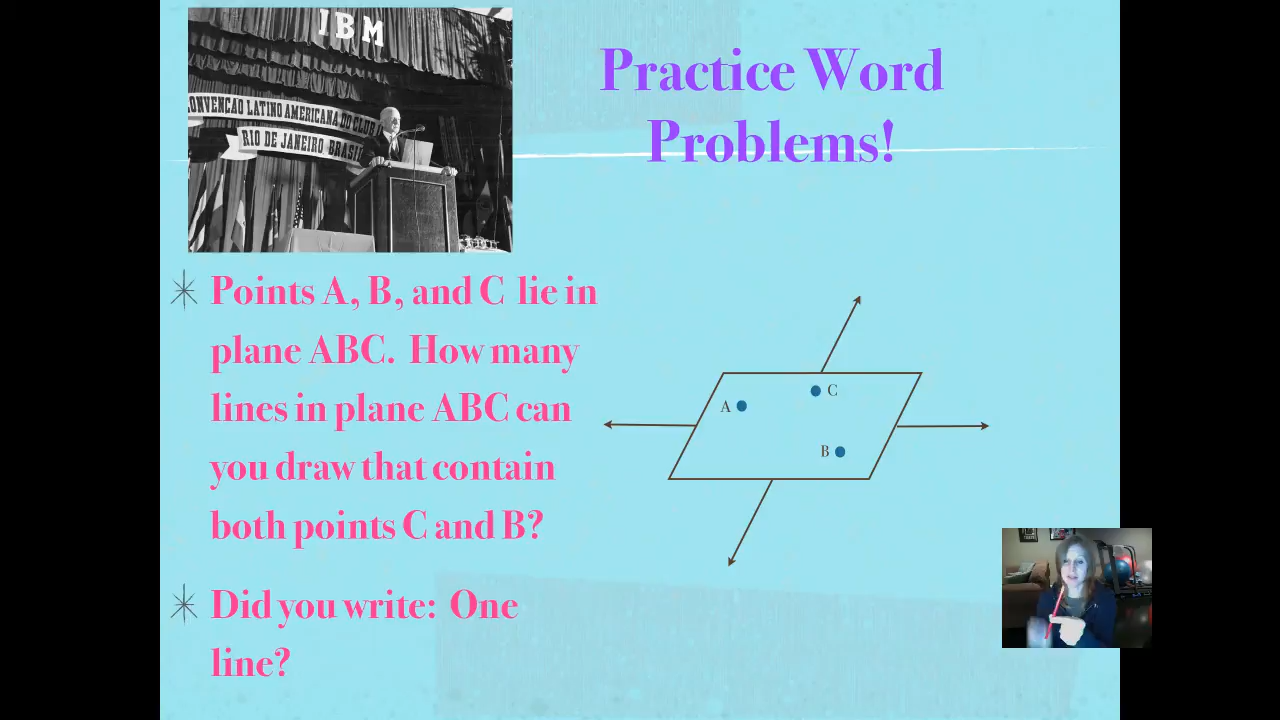 IBM
CONVENCAO LATINO AMERICANA DO CLUB
RIO DE JANEIRO BRASIL
Practice Word
Problems!
Points A, B, and C lie in
plane ABC. How many
lines in plane ABC can
you draw that contain
both points C and B?
Did you write: One
line?
C
A
B